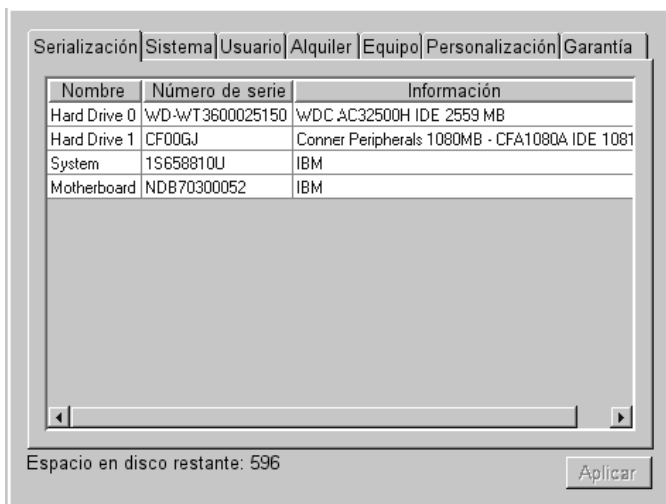 Serialización Sistema Usuario Alquiler Equipo Personalización Garantía
Nombre Número de serie Información
Hard Drive 0 WD-WT3600025150 WDC AC32500H IDE 2559 MB
Hard Drive 1 CF00GJ Conner Peripherals 1080MB - CFA1080A IDE 1081
System 1S658810U IBM
Motherboard NDB70300052 IBM
Espacio en disco restante: 596
Aplicar